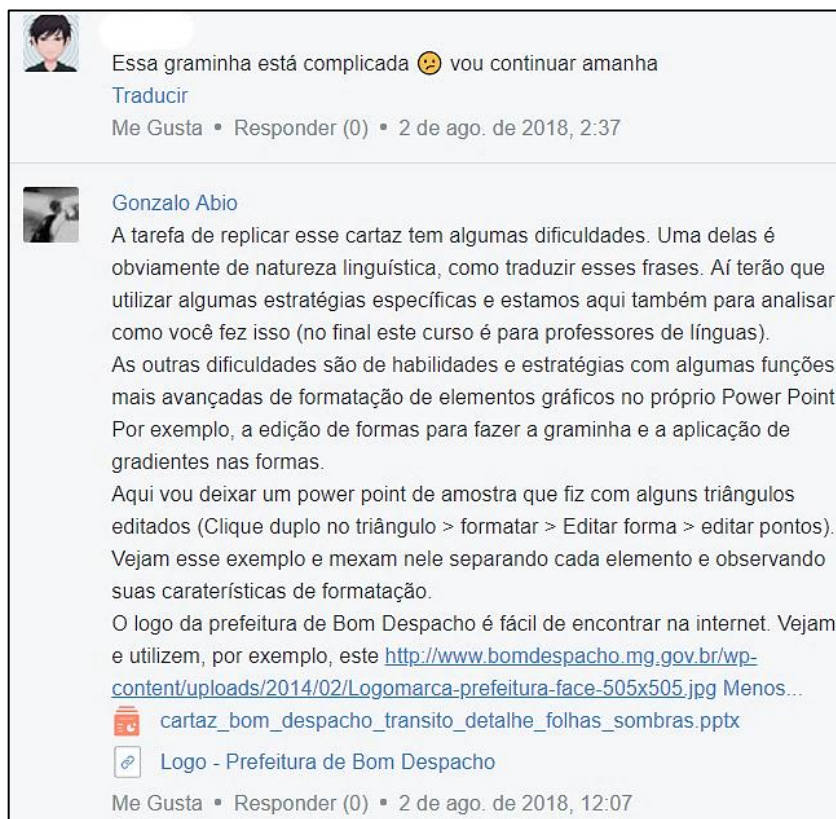 Essa graminha está complicada 😕 vou continuar amanha
Traducir
Me Gusta • Responder (0) • 2 de ago. de 2018, 2:37
Gonzalo Abio
A tarefa de replicar esse cartaz tem algumas dificuldades. Uma delas é
obviamente de natureza linguística, como traduzir esses frases. Aí terão que
utilizar algumas estratégias específicas e estamos aqui também para analisar
como você fez isso (no final este curso é para professores de línguas).
As outras dificuldades são de habilidades e estratégias com algumas funções
mais avançadas de formatação de elementos gráficos no próprio Power Point
Por exemplo, a edição de formas para fazer a graminha e a aplicação de
gradientes nas formas.
Aqui vou deixar um power point de amostra que fiz com alguns triângulos
editados (Clique duplo no triângulo > formatar > Editar forma > editar pontos).
Vejam esse exemplo e mexam nele separando cada elemento e observando
suas caraterísticas de formatação.
O logo da prefeitura de Bom Despacho é fácil de encontrar na internet. Vejam
e utilizem, por exemplo, este http://www.bomdespacho.mg.gov.br/wp-
content/uploads/2014/02/Logomarca-prefeitura-face-505x505.jpg Menos...
cartaz_bom_despacho_transito_detalhe_folhas_sombras.pptx
Logo - Prefeitura de Bom Despacho
Me Gusta • Responder (0) • 2 de ago. de 2018, 12:07